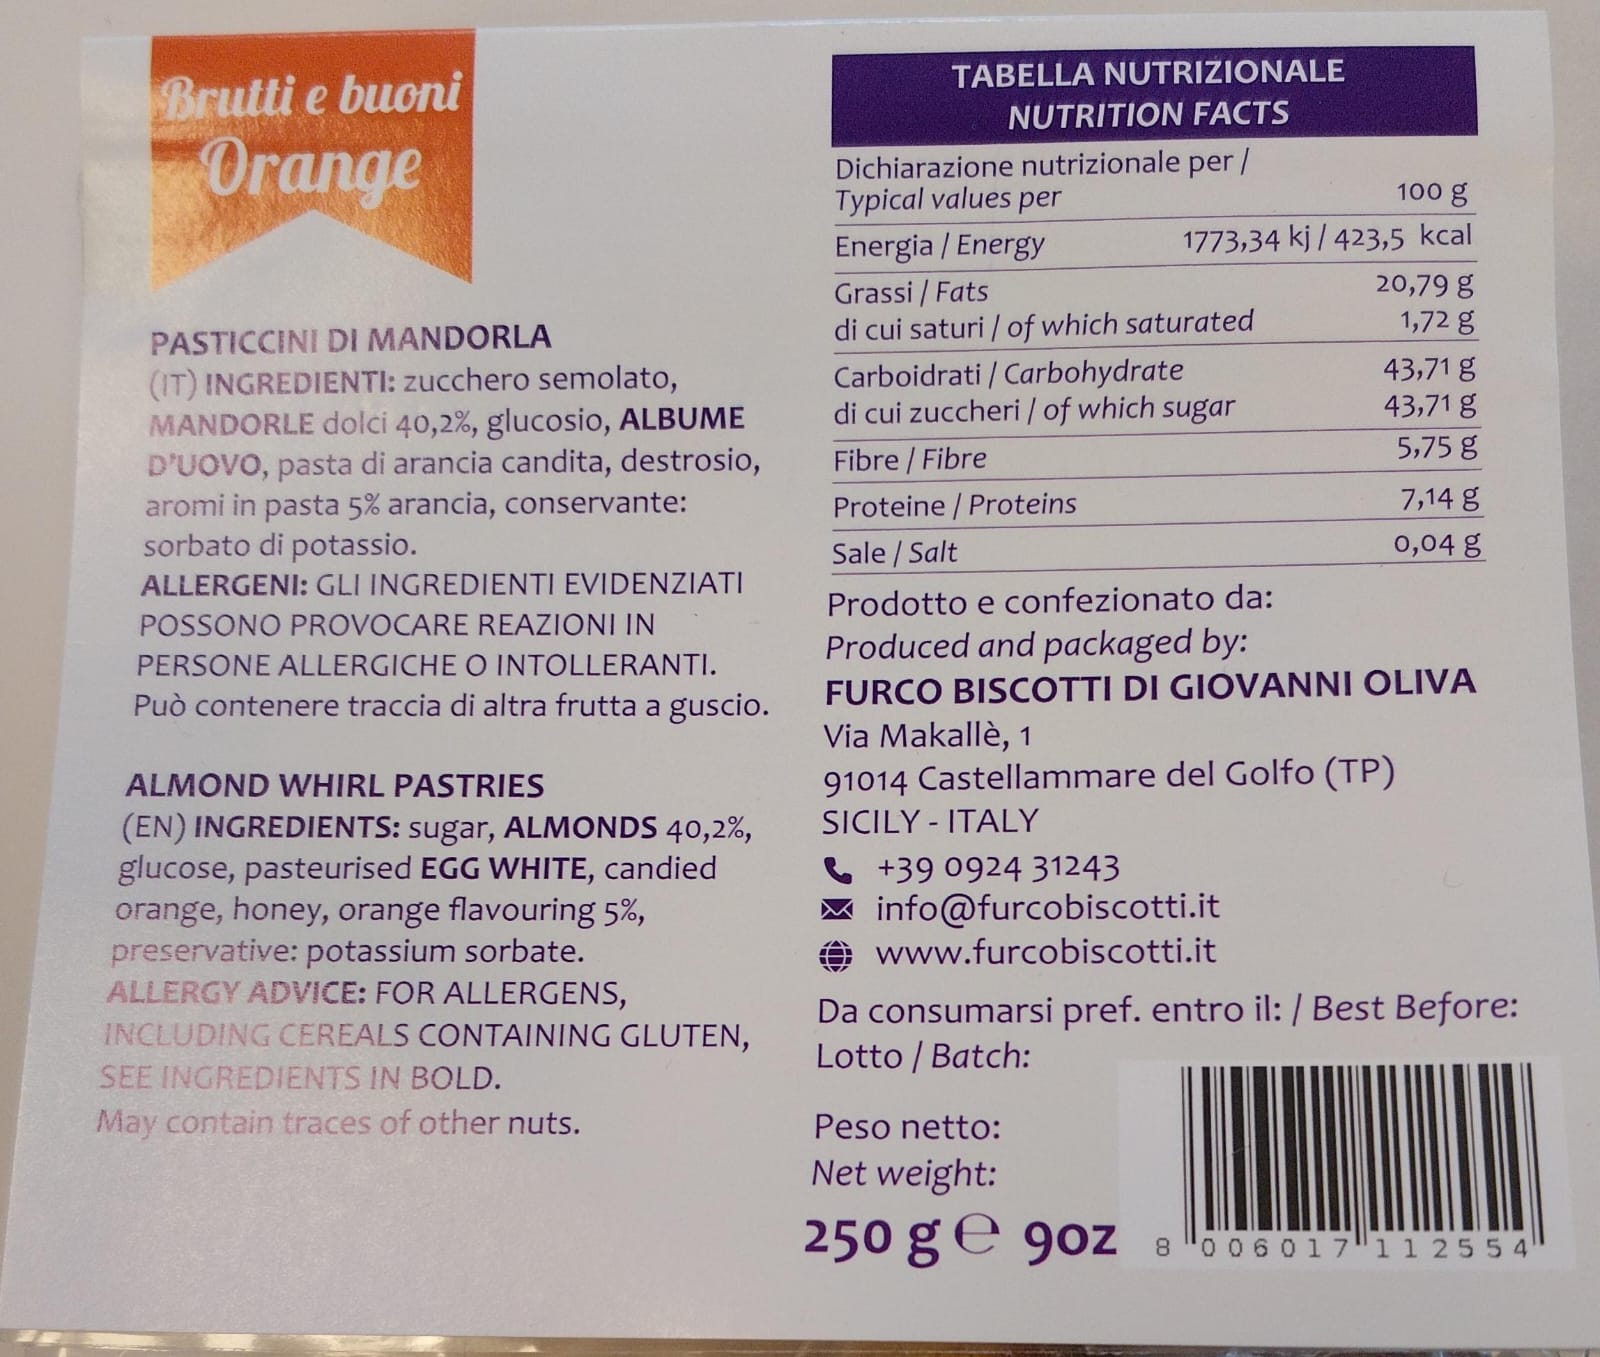 Brutti e buoni
Orange
PASTICCINI DI MANDORLA
(IT) INGREDIENTI: zucchero semolato,
MANDORLE dolci 40,2%, glucosio, ALBUME
D'UOVO, pasta di arancia candita, destrosio,
aromi in pasta 5% arancia, conservante:
sorbato di potassio.
ALLERGENI: GLI INGREDIENTI EVIDENZIATI
POSSONO PROVOCARE REAZIONI IN
PERSONE ALLERGICHE O INTOLLERANTI.
Può contenere traccia di altra frutta a guscio.
ALMOND WHIRL PASTRIES
(EN) INGREDIENTS: sugar, ALMONDS 40,2%,
glucose, pasteurised EGG WHITE, candied
orange, honey, orange flavouring 5%,
preservative: potassium sorbate.
ALLERGY ADVICE: FOR ALLERGENS,
INCLUDING CEREALS CONTAINING GLUTEN,
SEE INGREDIENTS IN BOLD.
May contain traces of other nuts.
TABELLA NUTRIZIONALE
NUTRITION FACTS
Dichiarazione nutrizionale per /
Typical values per 100 g
Energia / Energy 1773,34 kj / 423,5 kcal
Grassi / Fats 20,79 g
di cui saturi / of which saturated 1,72 g
Carboidrati / Carbohydrate 43,71 g
di cui zuccheri / of which sugar 43,71 g
Fibre / Fibre 5,75 g
Proteine / Proteins 7,14 g
Sale / Salt 0,04 g
Prodotto e confezionato da:
Produced and packaged by:
FURCO BISCOTTI DI GIOVANNI OLIVA
Via Makallè, 1
91014 Castellammare del Golfo (TP)
SICILY - ITALY
+39 0924 31243
info@furcobiscotti.it
www.furcobiscotti.it
Da consumarsi pref. entro il: / Best Before:
Lotto / Batch:
Peso netto:
Net weight:
250 g ℮ 9oz
8 006017 112554